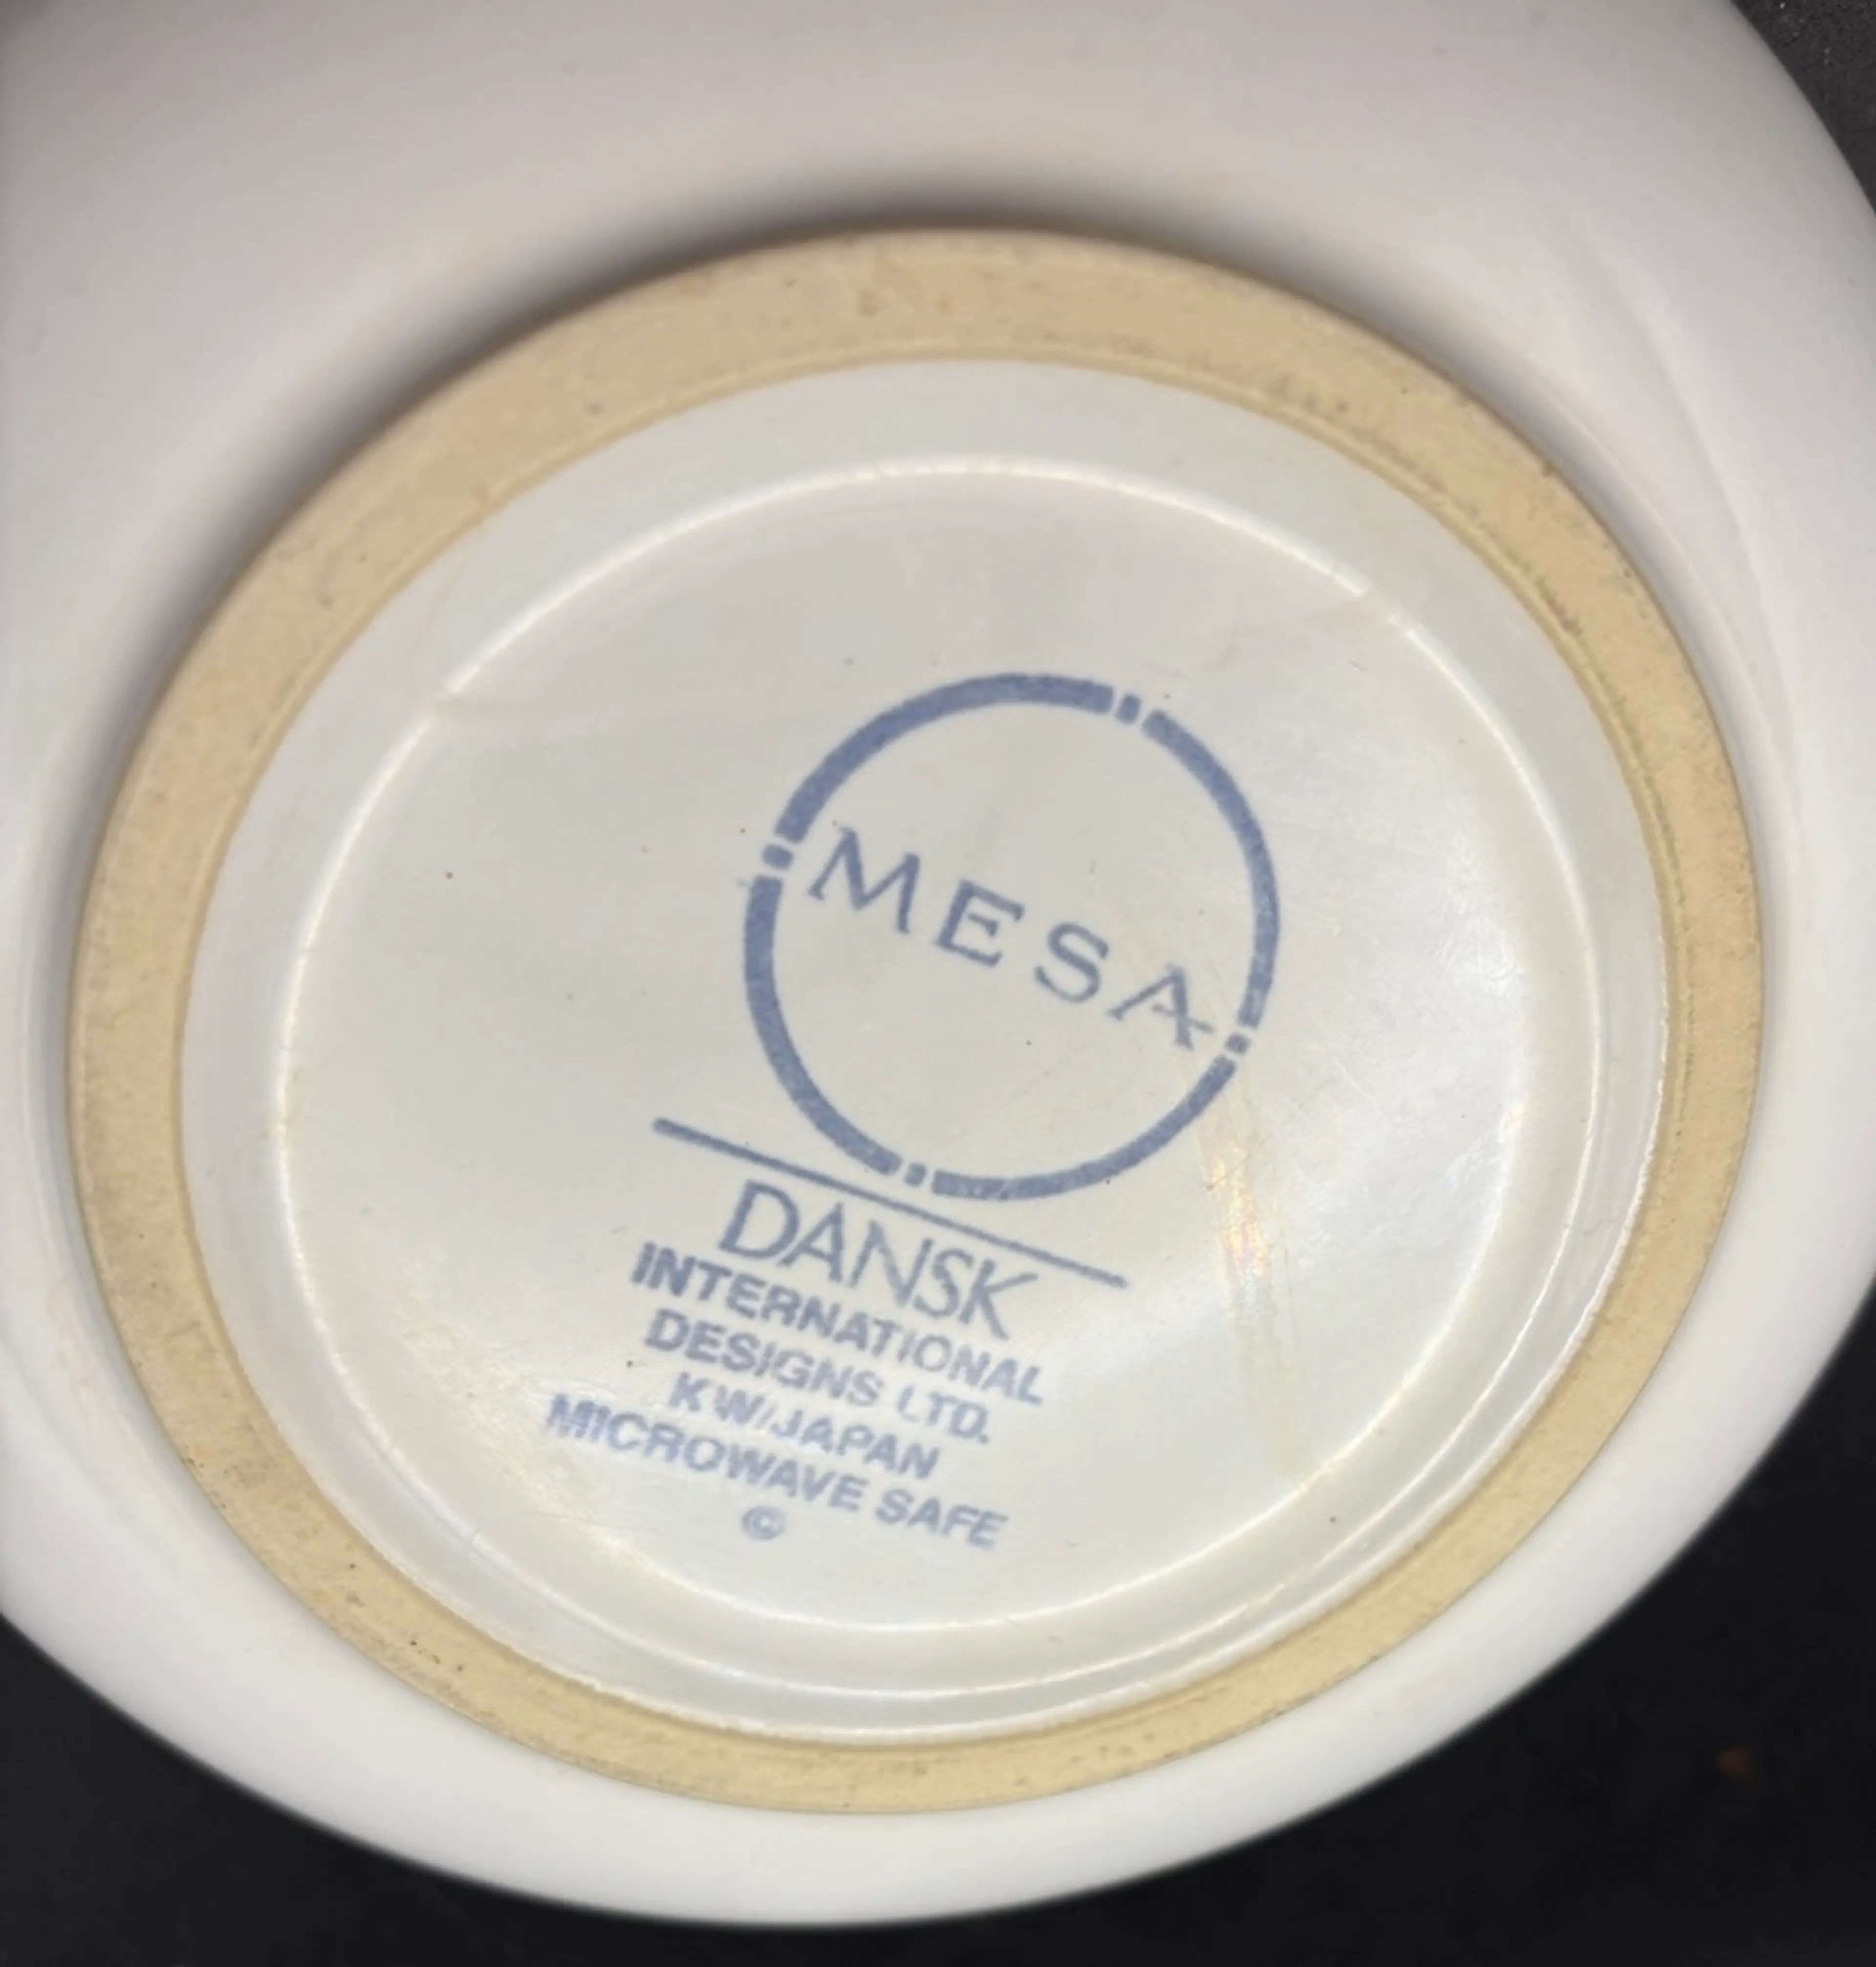 MESA
DANSK
INTERNATIONAL
DESIGNS LTD.
KW/JAPAN
MICROWAVE SAFE
©